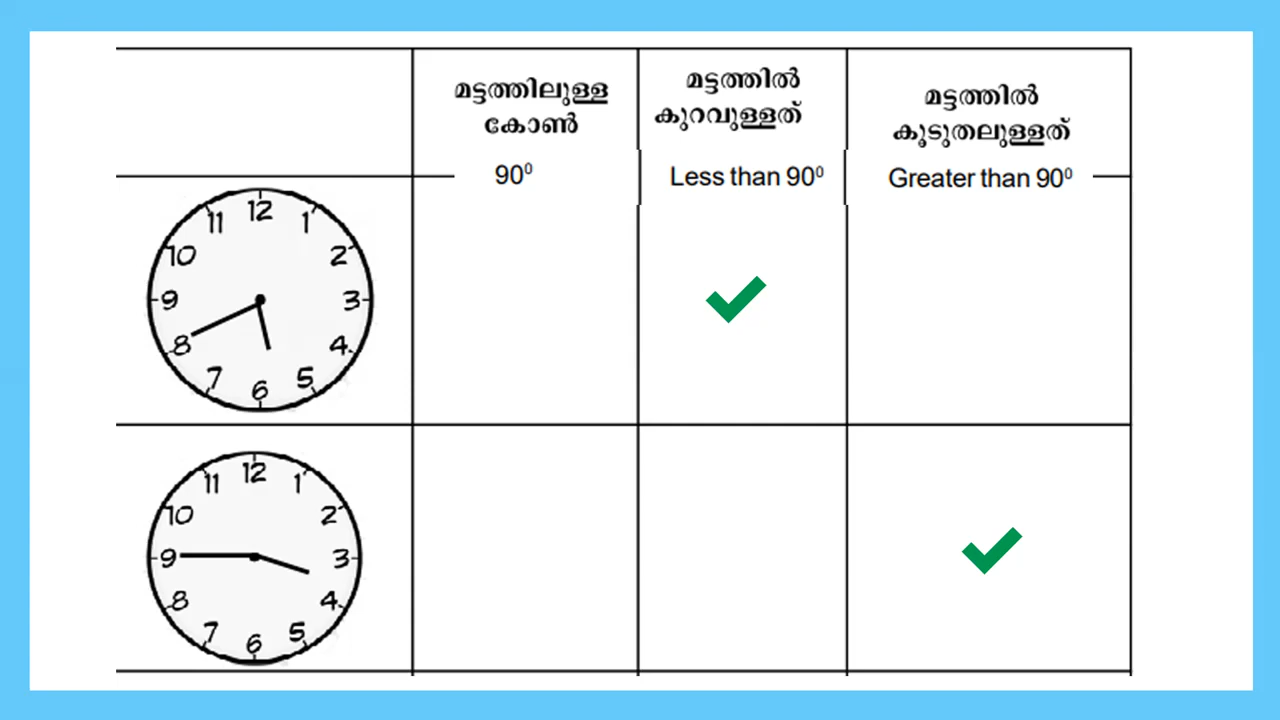 മട്ടത്തിലുള്ള
കോൺ
90⁰
മട്ടത്തിൽ
കുറവുള്ളത്
Less than 90⁰
മട്ടത്തിൽ
കൂടുതലുള്ളത്
Greater than 90⁰
12
11 1
10 2
9 3
8 4
7 5
6
12
11 1
10 2
9 3
8 4
7 5
6